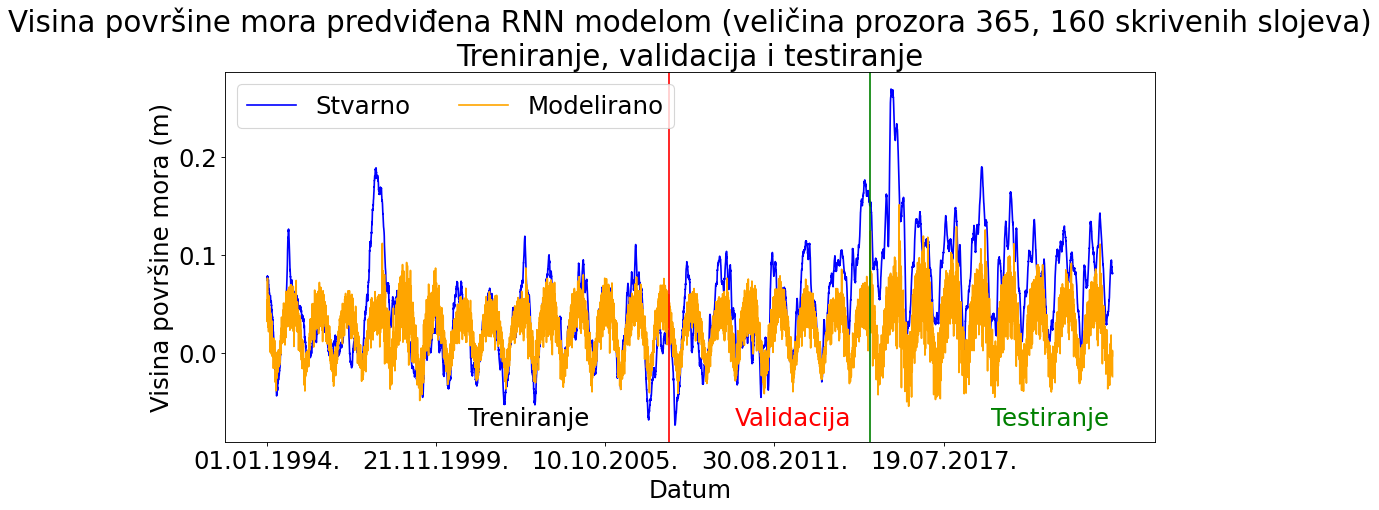 Visina površine mora predviđena RNN modelom (veličina prozora 365, 160 skrivenih slojeva)
Treniranje, validacija i testiranje
Stvarno
Modelirano
Visina površine mora (m)
0.2
0.1
0.0
Treniranje
Validacija
Testiranje
01.01.1994.
21.11.1999.
10.10.2005.
30.08.2011.
19.07.2017.
Datum